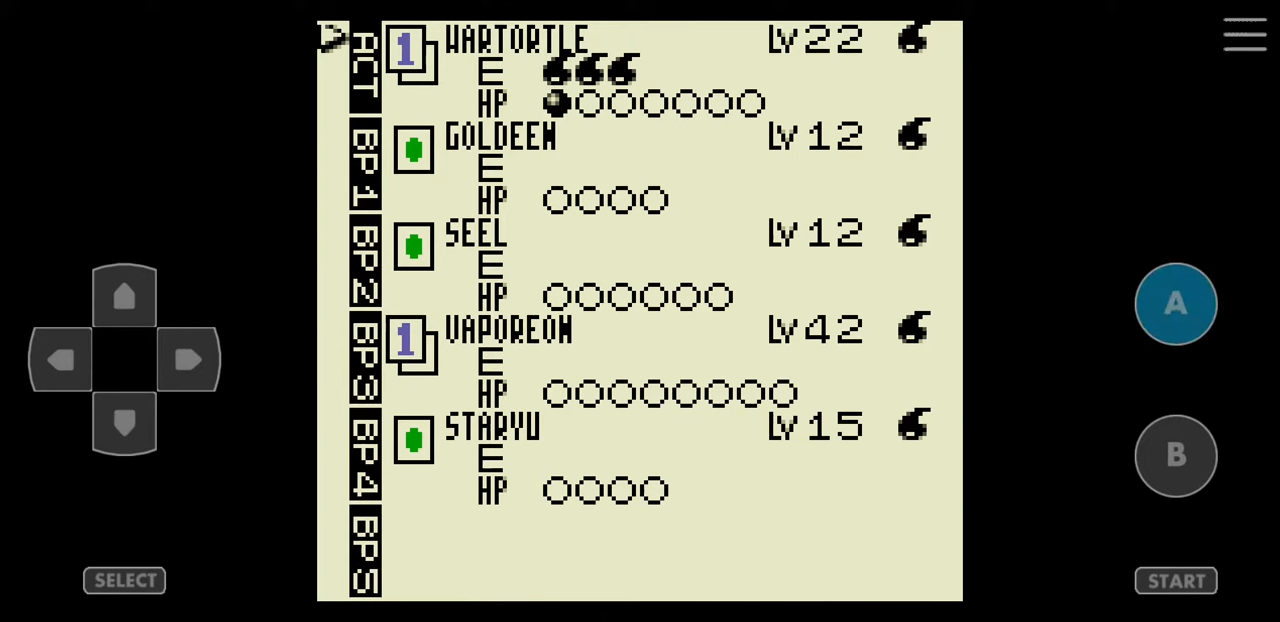 ACT 1 WARTORTLE Lv22
E
HP
BP1 GOLDEEN Lv12
E
HP
BP2 SEEL Lv12
E
HP
BP3 1 VAPOREON Lv42
E
HP
BP4 STARYU Lv15
E
HP
BP5
A
B
SELECT
START